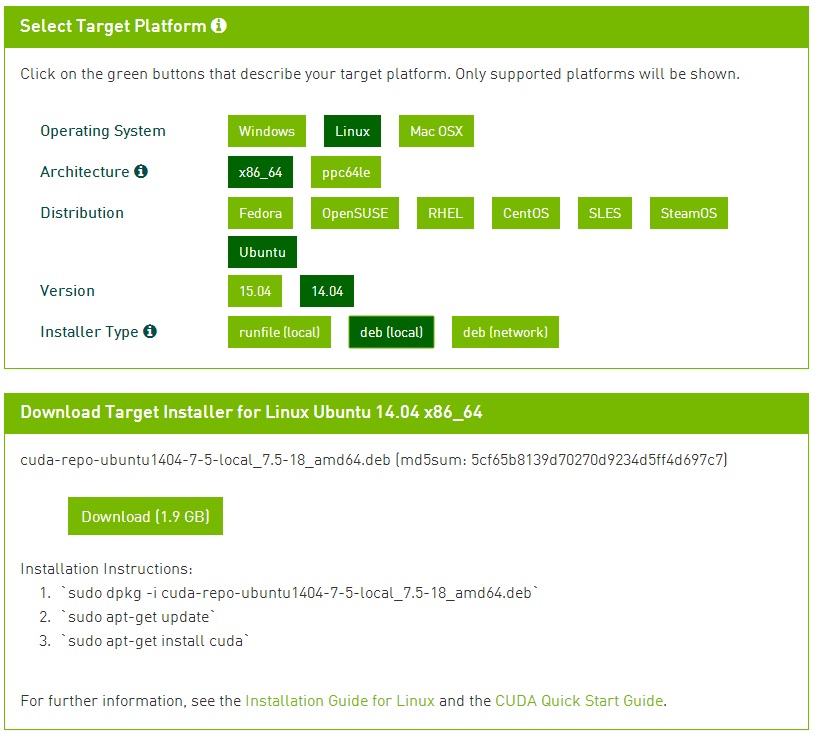 Select Target Platform
Click on the green buttons that describe your target platform. Only supported platforms will be shown.
Operating System Windows Linux Mac OSX
Architecture x86_64 ppc64le
Distribution Fedora OpenSUSE RHEL CentOS SLES SteamOS
Ubuntu
Version 15.04 14.04
Installer Type runfile (local) deb (local) deb (network)
Download Target Installer for Linux Ubuntu 14.04 x86_64
cuda-repo-ubuntu1404-7-5-local_7.5-18_amd64.deb (md5sum: 5cf65b8139d70270d9234d5ff4d697c7)
Download (1.9 GB)
Installation Instructions:
1. `sudo dpkg -i cuda-repo-ubuntu1404-7-5-local_7.5-18_amd64.deb`
2. `sudo apt-get update`
3. `sudo apt-get install cuda`
For further information, see the Installation Guide for Linux and the CUDA Quick Start Guide.